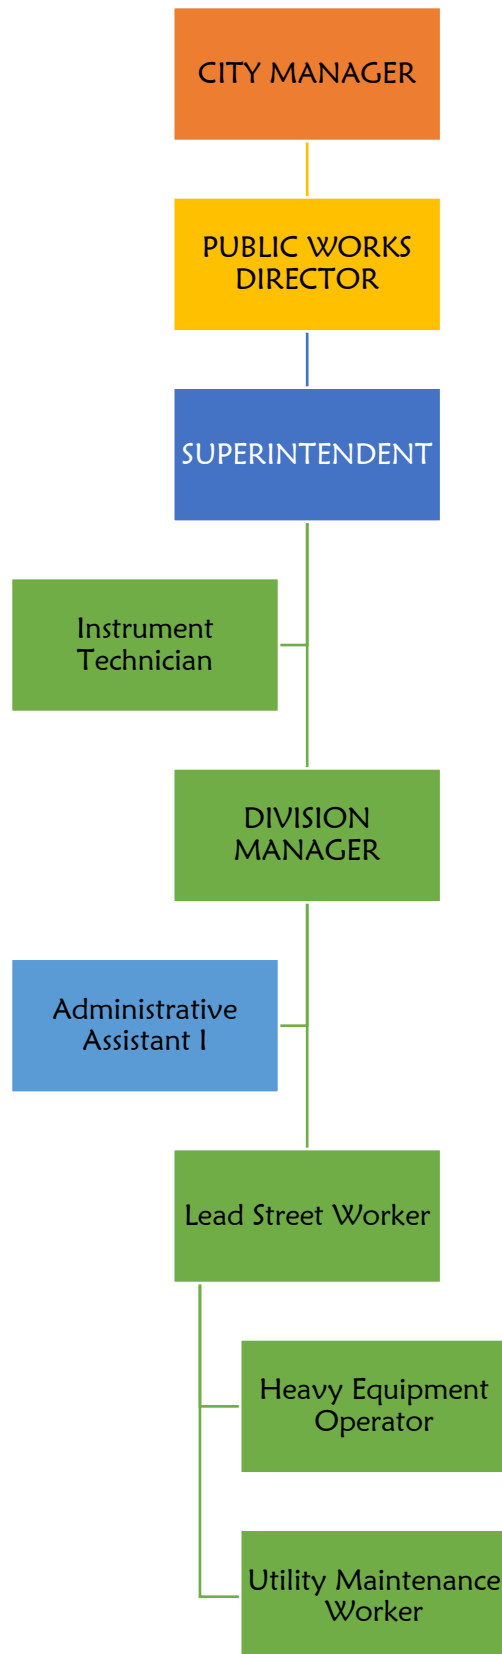 CITY MANAGER
PUBLIC WORKS
DIRECTOR
SUPERINTENDENT
Instrument
Technician
DIVISION
MANAGER
Administrative
Assistant I
Lead Street Worker
Heavy Equipment
Operator
Utility Maintenance
Worker